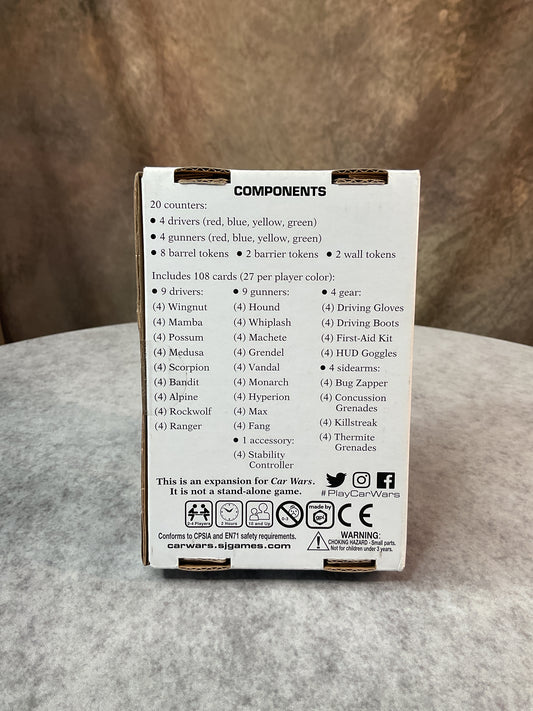 COMPONENTS
20 counters:
• 4 drivers (red, blue, yellow, green)
• 4 gunners (red, blue, yellow, green)
• 8 barrel tokens • 2 barrier tokens • 2 wall tokens
Includes 108 cards (27 per player color):
• 9 drivers:
(4) Wingnut
(4) Mamba
(4) Possum
(4) Medusa
(4) Scorpion
(4) Bandit
(4) Alpine
(4) Rockwolf
(4) Ranger
• 9 gunners:
(4) Hound
(4) Whiplash
(4) Machete
(4) Grendel
(4) Vandal
(4) Monarch
(4) Hyperion
(4) Max
(4) Fang
• 1 accessory:
(4) Stability
Controller
• 4 gear:
(4) Driving Gloves
(4) Driving Boots
(4) First-Aid Kit
(4) HUD Goggles
• 4 sidearms:
(4) Bug Zapper
(4) Concussion
Grenades
(4) Killstreak
(4) Thermite
Grenades
This is an expansion for Car Wars.
It is not a stand-alone game.
#PlayCarWars
2-4 Players
2 Hours
10 and Up
0-3
made by
CE
Conforms to CPSIA and EN71 safety requirements.
carwars.sjgames.com
WARNING:
CHOKING HAZARD - Small parts.
Not for children under 3 years.